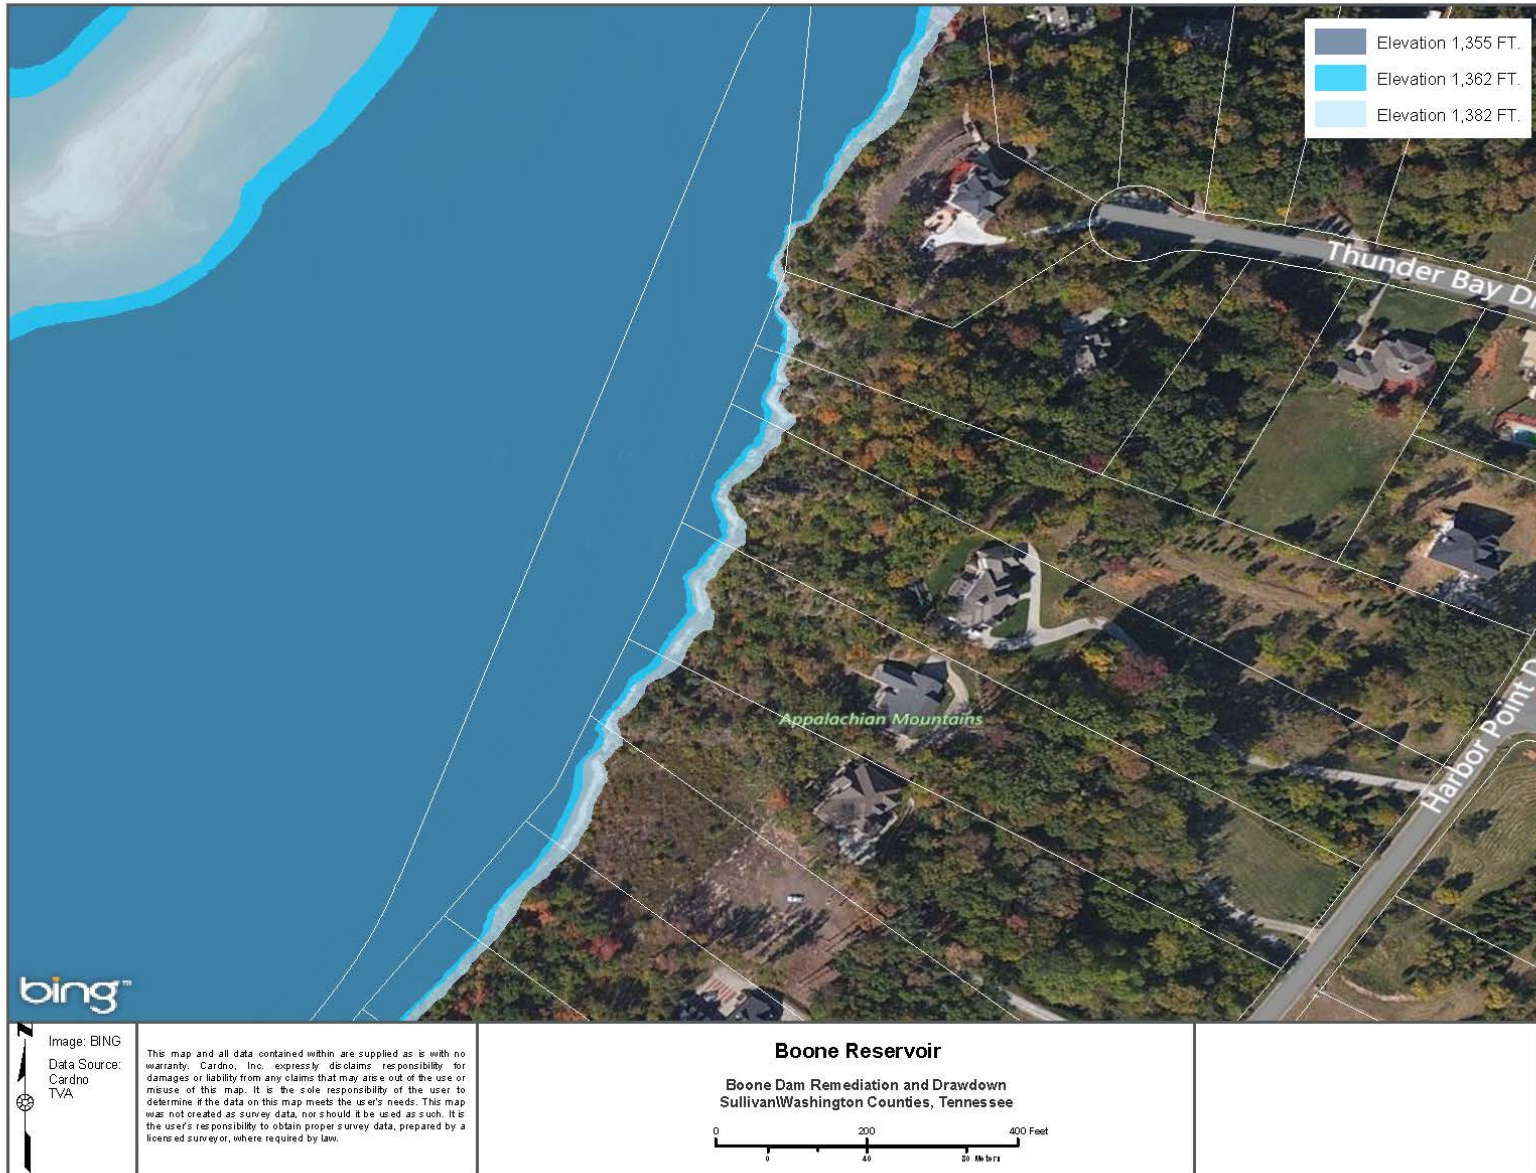 Elevation 1,355 FT.
Elevation 1,362 FT.
Elevation 1,382 FT.
Thunder Bay D
Appalachian Mountains
Harbor Point D
bing™
N
Image: BING
Data Source:
Cardno
TVA
This map and all data contained within are supplied as is with no
warranty. Cardno, Inc. expressly disclaims responsibility for
damages or liability from any claims that may arise out of the use or
misuse of this map. It is the sole responsibility of the user to
determine if the data on this map meets the user's needs. This map
was not created as survey data, nor should it be used as such. It is
the user's responsibility to obtain proper survey data, prepared by a
licensed surveyor, where required by law.
Boone Reservoir
Boone Dam Remediation and Drawdown
Sullivan\Washington Counties, Tennessee
0 200 400 Feet
0 40 80 Meters